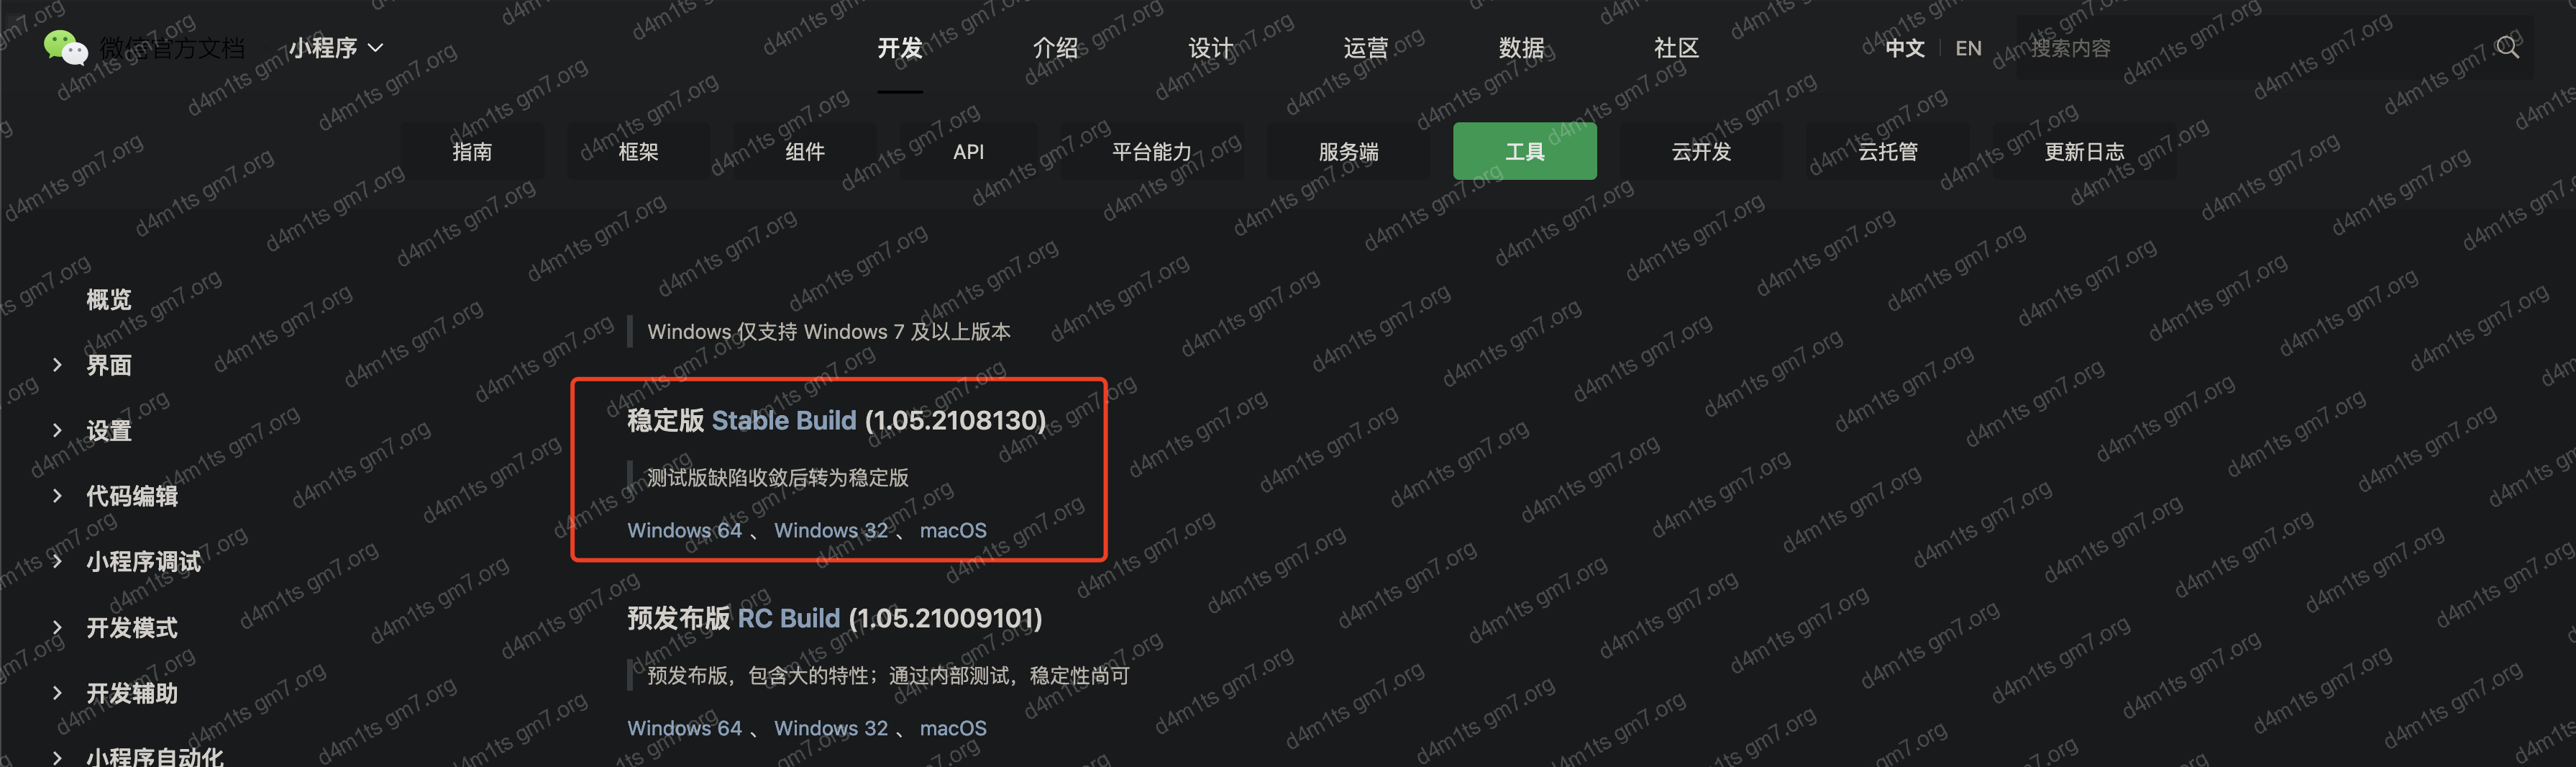 微信官方文档 小程序 开发 介绍 设计 运营 数据 社区 中文 EN 搜索内容
指南 框架 组件 API 平台能力 服务端 工具 云开发 云托管 更新日志
概览
界面
设置
代码编辑
小程序调试
开发模式
开发辅助
小程序自动化
Windows 仅支持 Windows 7 及以上版本
稳定版 Stable Build (1.05.2108130)
测试版缺陷收敛后转为稳定版
Windows 64 、 Windows 32 、 macOS
预发布版 RC Build (1.05.21009101)
预发布版，包含大的特性；通过内部测试，稳定性尚可
Windows 64 、 Windows 32 、 macOS
d4m1ts gm7.org